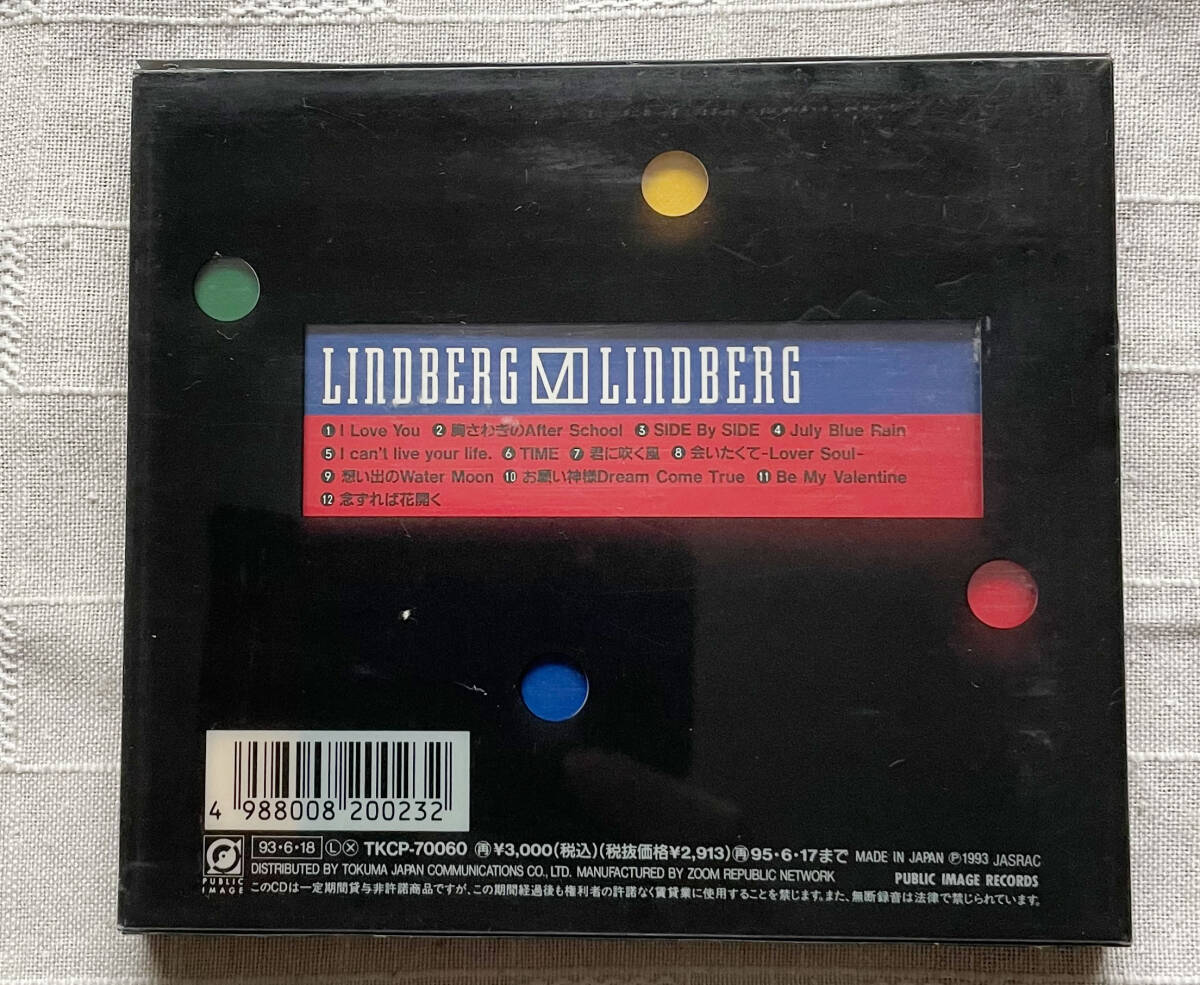 LINDBERG VI LINDBERG
1 I Love You 2 胸さわぎのAfter School 3 SIDE By SIDE 4 July Blue Rain
5 I can't live your life. 6 TIME 7 君に吹く風 8 会いたくて-Lover Soul-
9 想い出のWater Moon 10 お願い神様Dream Come True 11 Be My Valentine
12 念ずれば花開く
4 988008 200232
PUBLIC IMAGE
93・6・18 Ⓛ Ⓧ TKCP-70060 再¥3,000(税込)(税抜価格¥2,913)再95・6・17まで MADE IN JAPAN Ⓟ1993 JASRAC
DISTRIBUTED BY TOKUMA JAPAN COMMUNICATIONS CO., LTD. MANUFACTURED BY ZOOM REPUBLIC NETWORK PUBLIC IMAGE RECORDS
このCDは一定期間貸与非許諾商品ですが、この期間経過後も権利者の許諾なく賃貸業に使用することを禁じます。また、無断録音は法律で禁じられています。